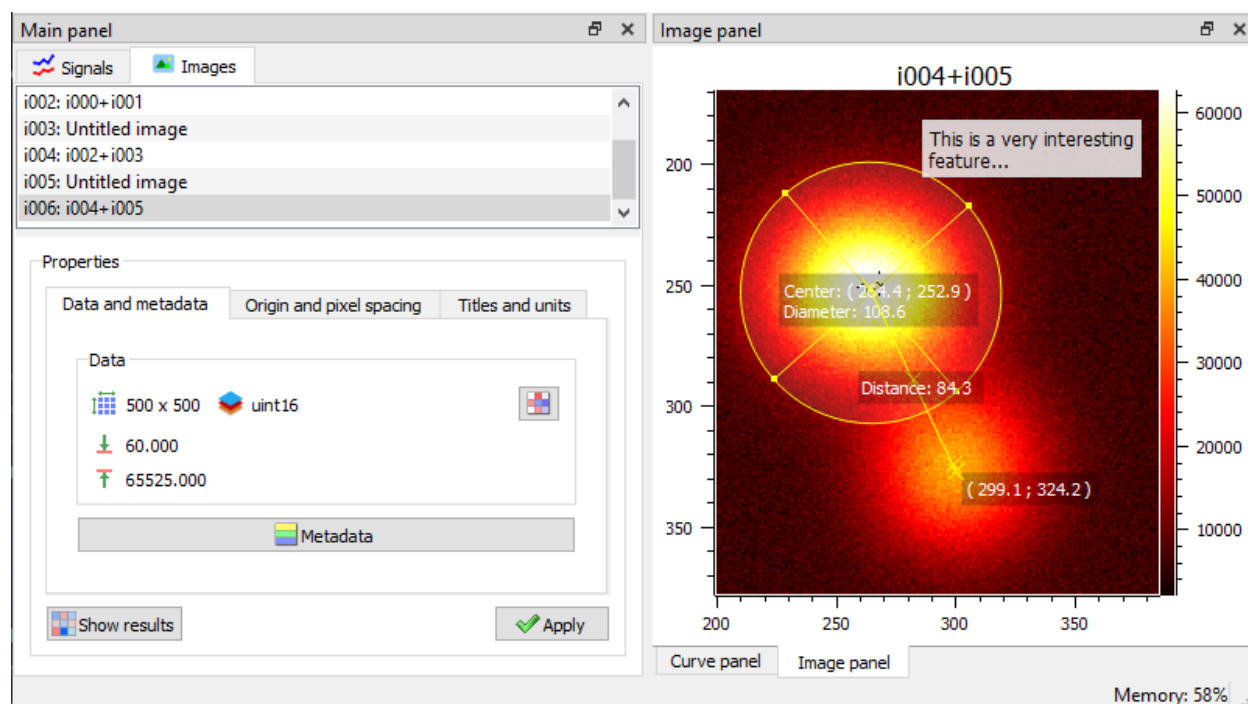 Main panel
Signals
Images
i002: i000+i001
i003: Untitled image
i004: i002+i003
i005: Untitled image
i006: i004+i005
Properties
Data and metadata
Origin and pixel spacing
Titles and units
Data
500 x 500
uint16
60.000
65525.000
Metadata
Show results
Apply
Image panel
i004+i005
This is a very interesting
feature...
Center: ( 264.4 ; 252.9 )
Diameter: 108.6
Distance: 84.3
( 299.1 ; 324.2 )
200
250
300
350
200
250
300
350
60000
50000
40000
30000
20000
10000
Curve panel
Image panel
Memory: 58%